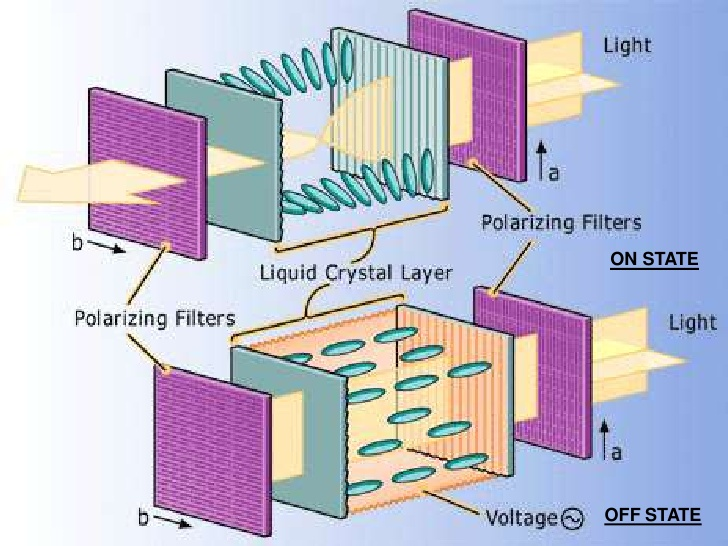 Light
a
Polarizing Filters
b
ON STATE
Liquid Crystal Layer
Polarizing Filters
Light
a
b
Voltage
OFF STATE